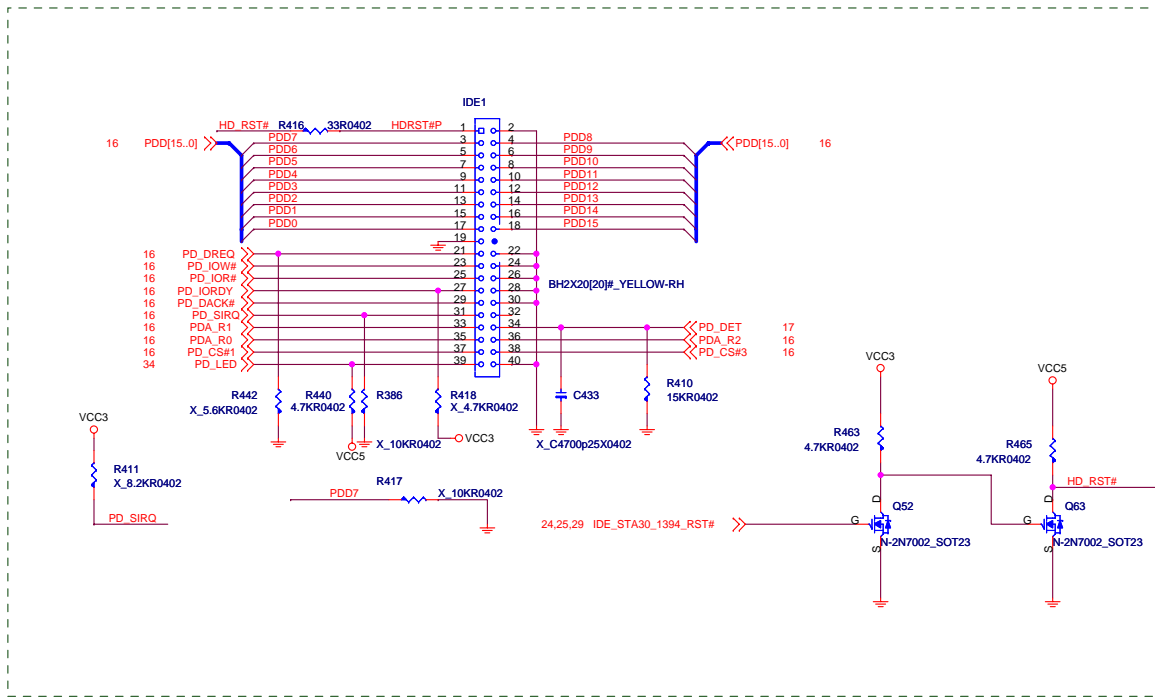 IDE1
HD_RST# R416 33R0402 HDRST#P 1 2
16 PDD[15..0] PDD7 3 4 PDD8 PDD[15..0] 16
PDD6 5 6 PDD9
PDD5 7 8 PDD10
PDD4 9 10 PDD11
PDD3 11 12 PDD12
PDD2 13 14 PDD13
PDD1 15 16 PDD14
PDD0 17 18 PDD15
19
16 PD_DREQ 21 22
16 PD_IOW# 23 24
16 PD_IOR# 25 26
16 PD_IORDY 27 28
BH2X20[20]#_YELLOW-RH
16 PD_DACK# 29 30
16 PD_SIRQ 31 32
16 PDA_R1 33 34 PD_DET 17
16 PDA_R0 35 36 PDA_R2 16
16 PD_CS#1 37 38 PD_CS#3 16
34 PD_LED 39 40
R442 X_5.6KR0402
R440 4.7KR0402
R386 X_10KR0402
R418 X_4.7KR0402
C433 X_C4700p25X0402
R410 15KR0402
VCC5
VCC3
VCC3
R411
X_8.2KR0402
PD_SIRQ
R417
PDD7 X_10KR0402
VCC3
R463
4.7KR0402
VCC5
R465
4.7KR0402
HD_RST#
24,25,29 IDE_STA30_1394_RST#
G D S Q52
N-2N7002_SOT23
G D S Q63
N-2N7002_SOT23